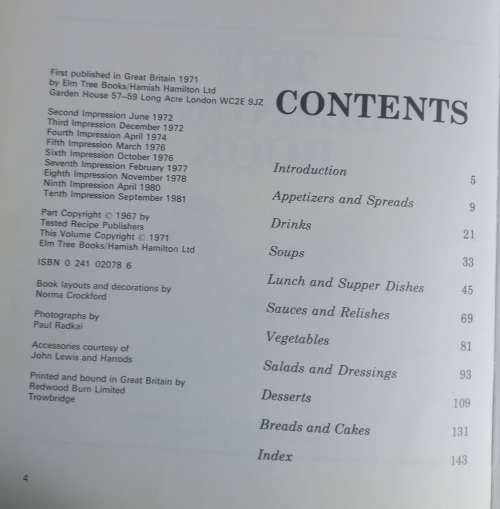 First published in Great Britain 1971
by Elm Tree Books/Hamish Hamilton Ltd
Garden House 57–59 Long Acre London WC2E 9JZ
Second Impression June 1972
Third Impression December 1972
Fourth Impression April 1974
Fifth Impression March 1976
Sixth Impression October 1976
Seventh Impression February 1977
Eighth Impression November 1978
Ninth Impression April 1980
Tenth Impression September 1981
Part Copyright © 1967 by
Tested Recipe Publishers
This Volume Copyright © 1971
Elm Tree Books/Hamish Hamilton Ltd
ISBN 0 241 02078 6
Book layouts and decorations by
Norma Crockford
Photographs by
Paul Radkai
Accessories courtesy of
John Lewis and Harrods
Printed and bound in Great Britain by
Redwood Burn Limited
Trowbridge
4
CONTENTS
Introduction 5
Appetizers and Spreads 9
Drinks 21
Soups 33
Lunch and Supper Dishes 45
Sauces and Relishes 69
Vegetables 81
Salads and Dressings 93
Desserts 109
Breads and Cakes 131
Index 143